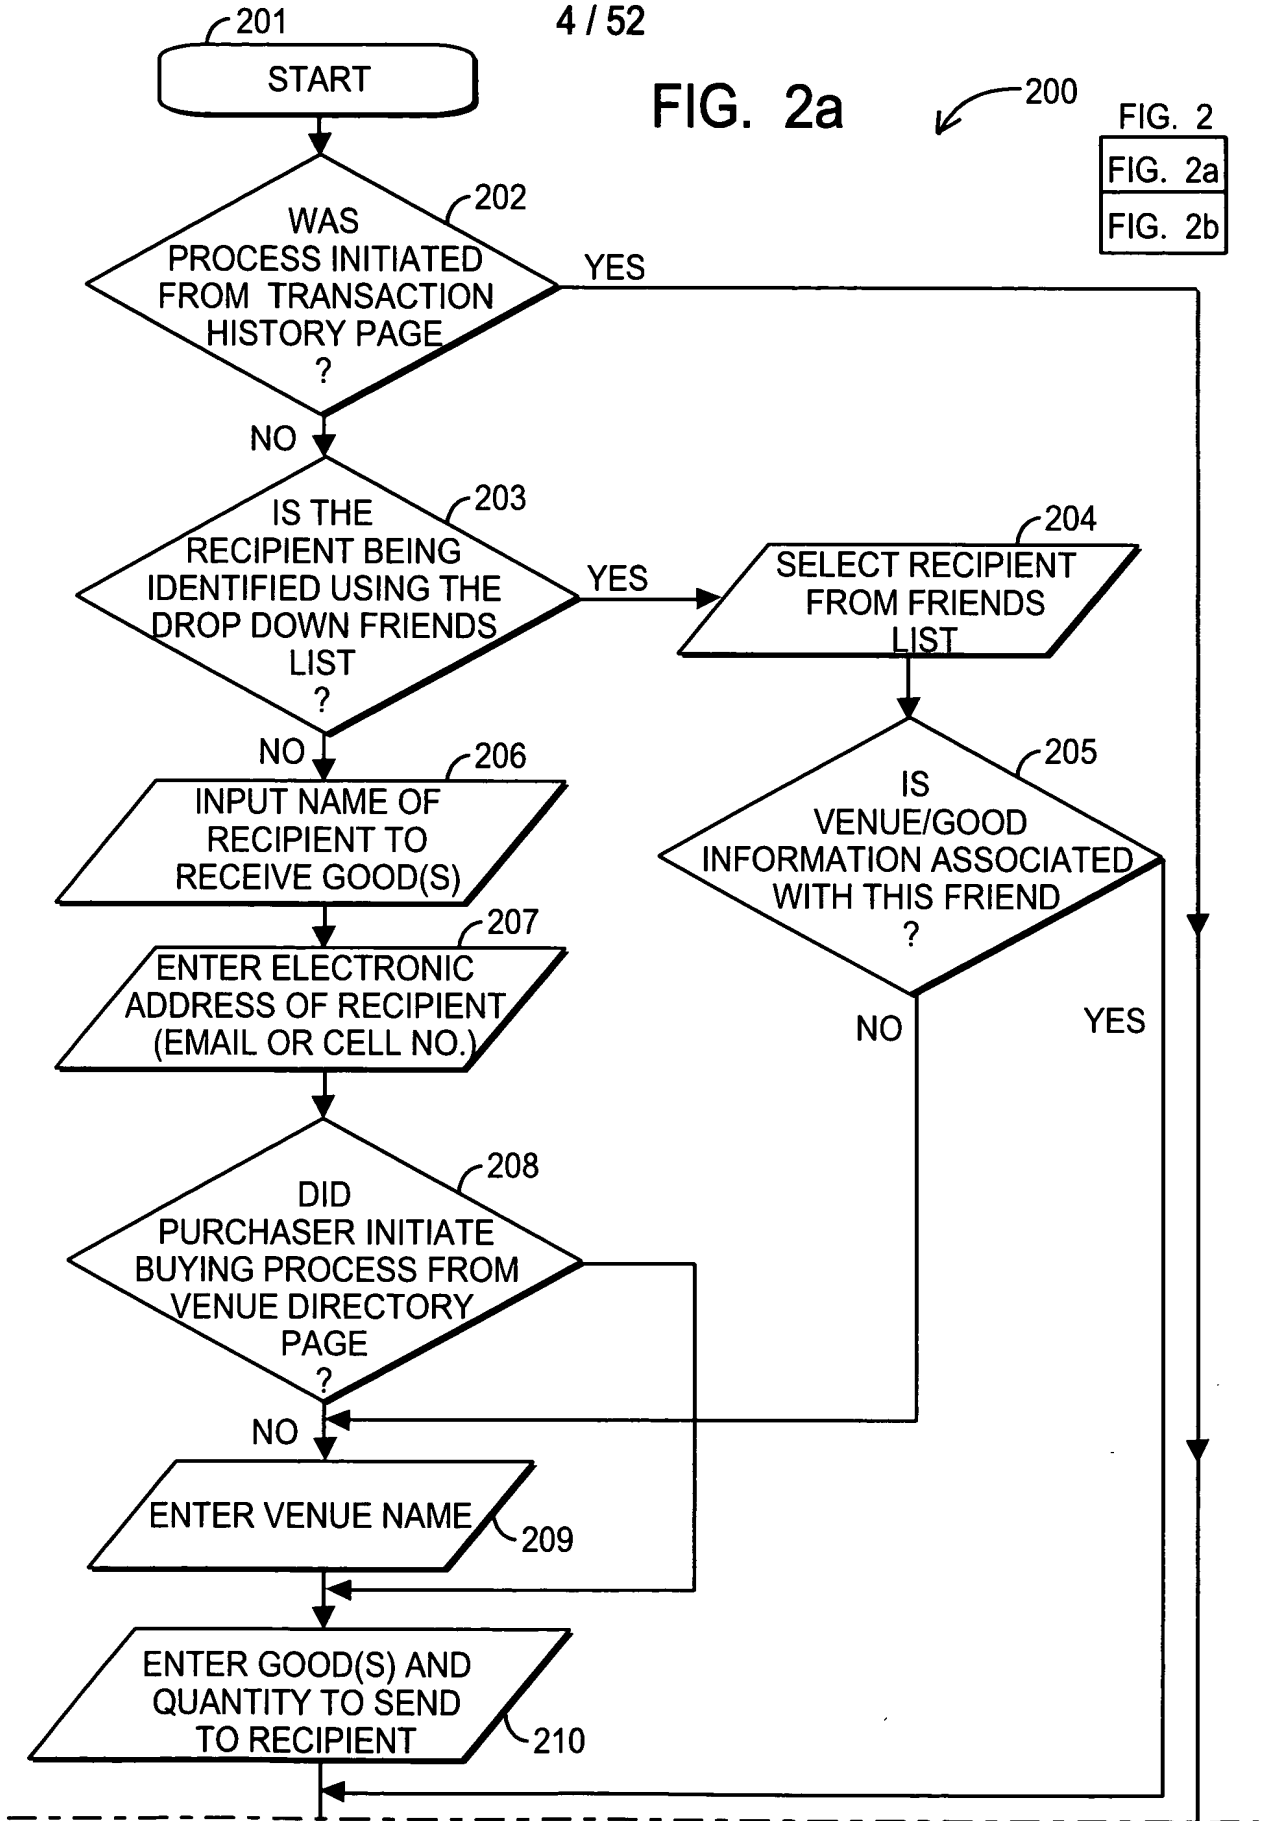 4 / 52
201
START
FIG. 2a
200
FIG. 2
FIG. 2a
FIG. 2b
202
WAS
PROCESS INITIATED
FROM TRANSACTION
HISTORY PAGE
?
YES
NO
203
IS THE
RECIPIENT BEING
IDENTIFIED USING THE
DROP DOWN FRIENDS
LIST
?
YES
204
SELECT RECIPIENT
FROM FRIENDS
LIST
NO
205
IS
VENUE/GOOD
INFORMATION ASSOCIATED
WITH THIS FRIEND
?
NO
YES
206
INPUT NAME OF
RECIPIENT TO
RECEIVE GOOD(S)
207
ENTER ELECTRONIC
ADDRESS OF RECIPIENT
(EMAIL OR CELL NO.)
208
DID
PURCHASER INITIATE
BUYING PROCESS FROM
VENUE DIRECTORY
PAGE
?
NO
ENTER VENUE NAME
209
ENTER GOOD(S) AND
QUANTITY TO SEND
TO RECIPIENT
210